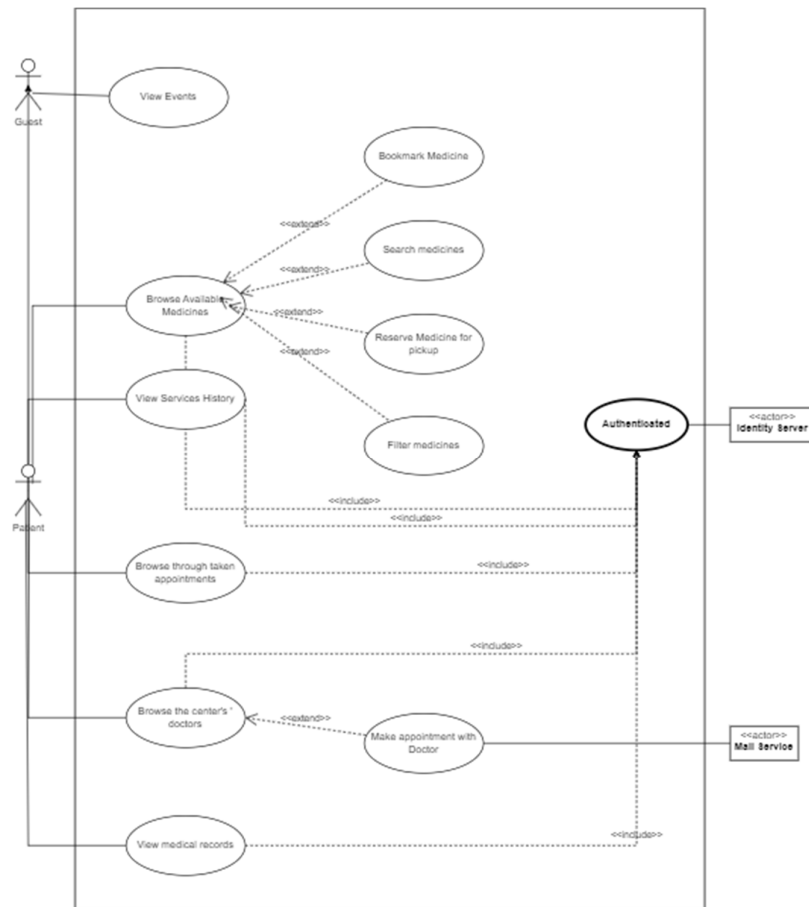 View Events
Guest
Bookmark Medicine
<<extend>>
Search medicines
<<extend>>
Browse Available
Medicines
<<extend>>
Reserve Medicine for
pickup
<<extend>>
View Services History
Authenticated
<<actor>>
Identity Server
Filter medicines
Patient
<<include>>
<<include>>
Browse through taken
appointments
<<include>>
<<include>>
Browse the center's '
doctors
<<extend>>
Make appointment with
Doctor
<<actor>>
Mail Service
<<include>>
View medical records